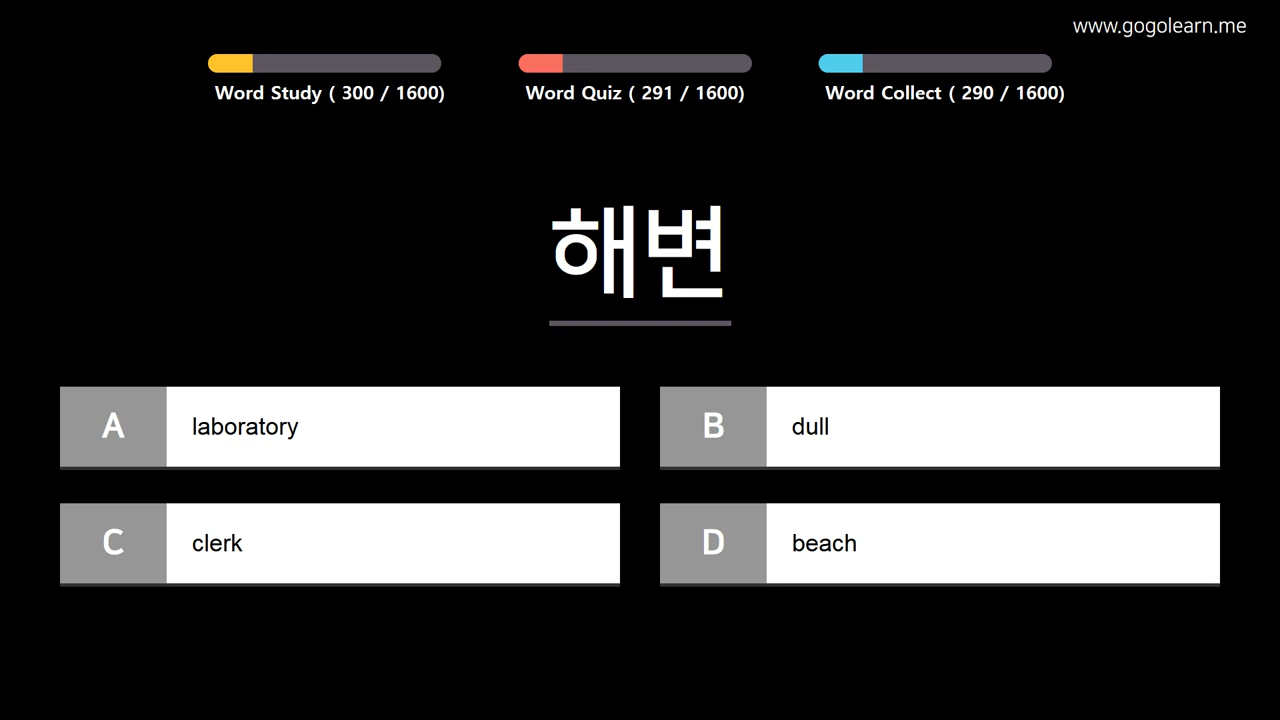 www.gogolearn.me
Word Study ( 300 / 1600)
Word Quiz ( 291 / 1600)
Word Collect ( 290 / 1600)
해변
A laboratory
B dull
C clerk
D beach